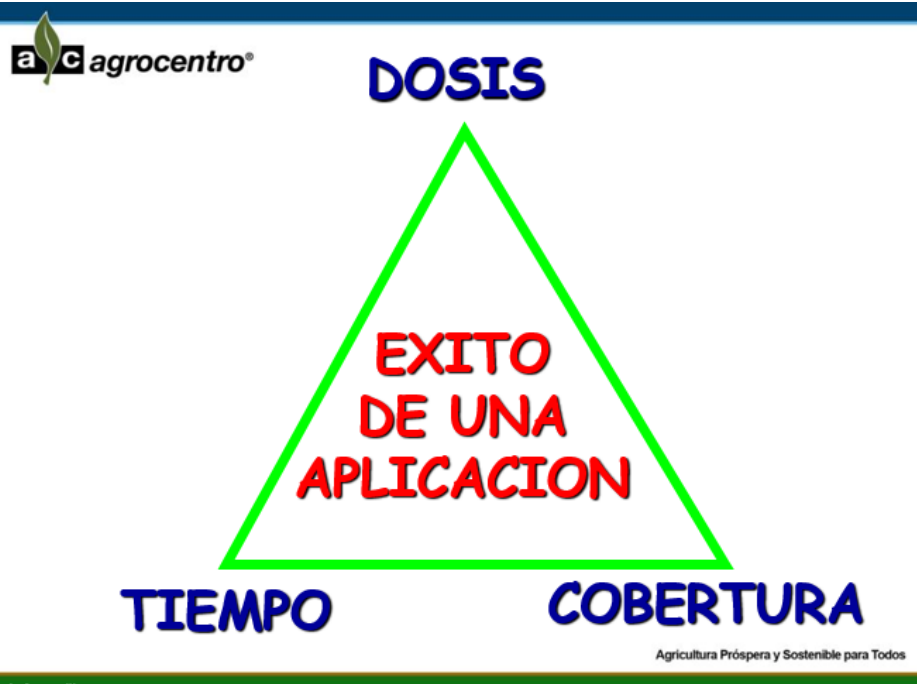 a c agrocentro®
DOSIS
EXITO
DE UNA
APLICACION
TIEMPO
COBERTURA
Agricultura Próspera y Sostenible para Todos